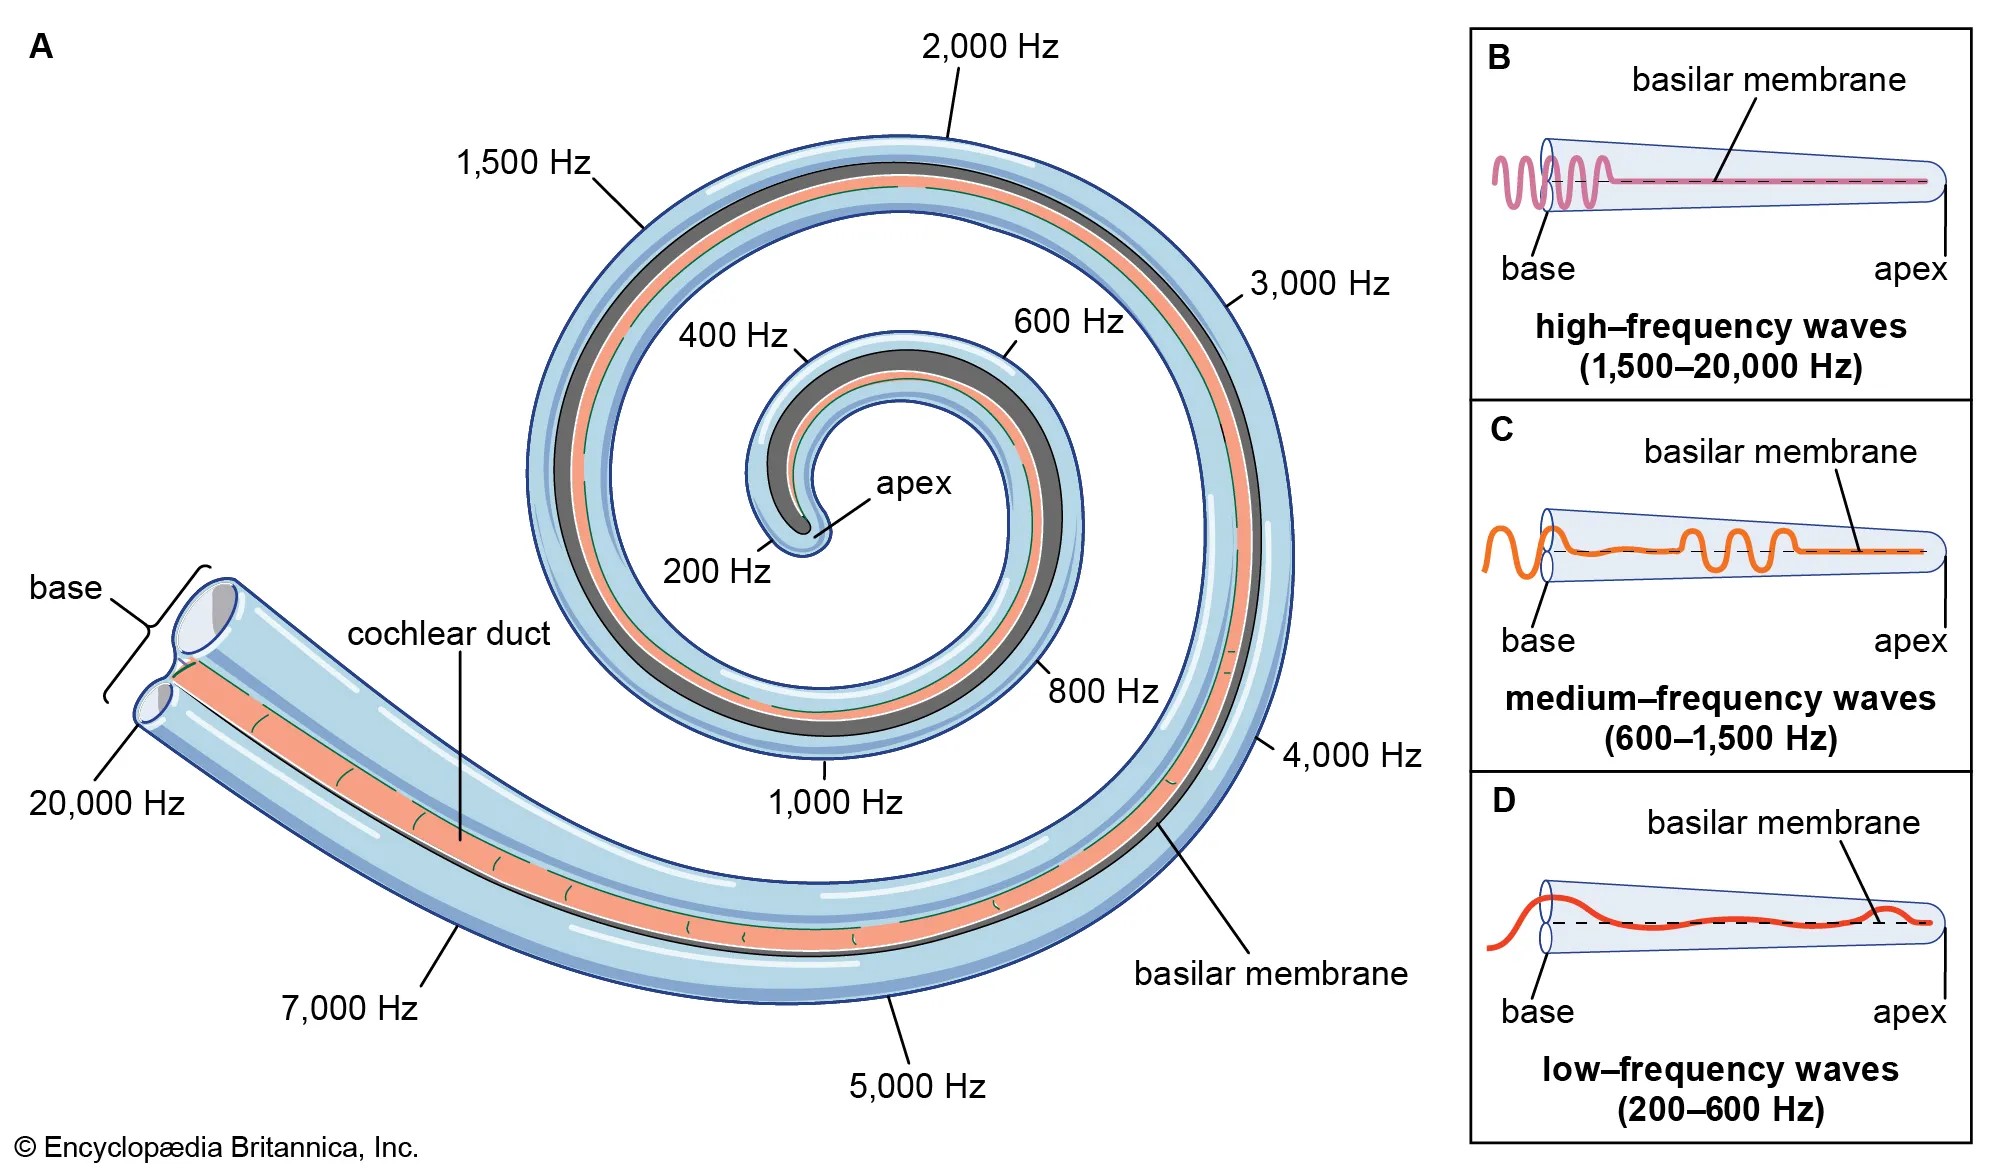 A
2,000 Hz
1,500 Hz
3,000 Hz
400 Hz
600 Hz
apex
200 Hz
base
cochlear duct
800 Hz
4,000 Hz
20,000 Hz
1,000 Hz
basilar membrane
7,000 Hz
5,000 Hz
© Encyclopædia Britannica, Inc.
B
basilar membrane
base
apex
high–frequency waves
(1,500–20,000 Hz)
C
basilar membrane
base
apex
medium–frequency waves
(600–1,500 Hz)
D
basilar membrane
base
apex
low–frequency waves
(200–600 Hz)